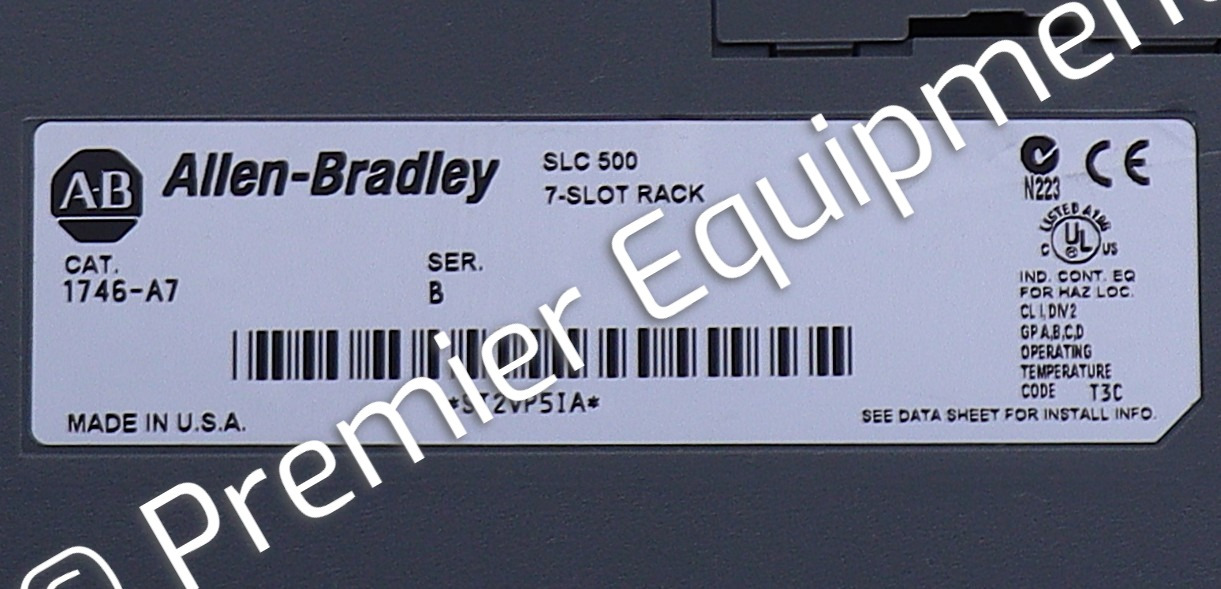 A-B Allen-Bradley
SLC 500
7-SLOT RACK
N223
CE
CAT.
1746-A7
SER.
B
LISTED
C UL US
IND. CONT. EQ
FOR HAZ LOC.
CL I, DIV 2
GP A,B,C,D
OPERATING
TEMPERATURE
CODE T3C
MADE IN U.S.A.
SEE DATA SHEET FOR INSTALL INFO.
© Premier Equipment